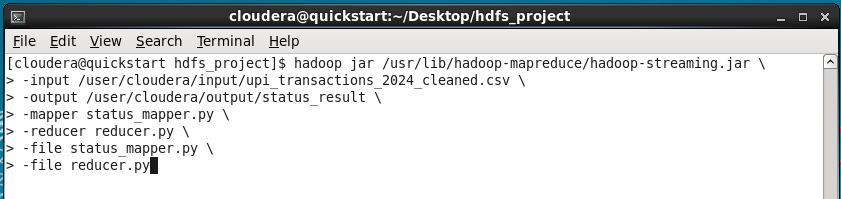 cloudera@quickstart:~/Desktop/hdfs_project
File Edit View Search Terminal Help
[cloudera@quickstart hdfs_project]$ hadoop jar /usr/lib/hadoop-mapreduce/hadoop-streaming.jar \
> -input /user/cloudera/input/upi_transactions_2024_cleaned.csv \
> -output /user/cloudera/output/status_result \
> -mapper status_mapper.py \
> -reducer reducer.py \
> -file status_mapper.py \
> -file reducer.py